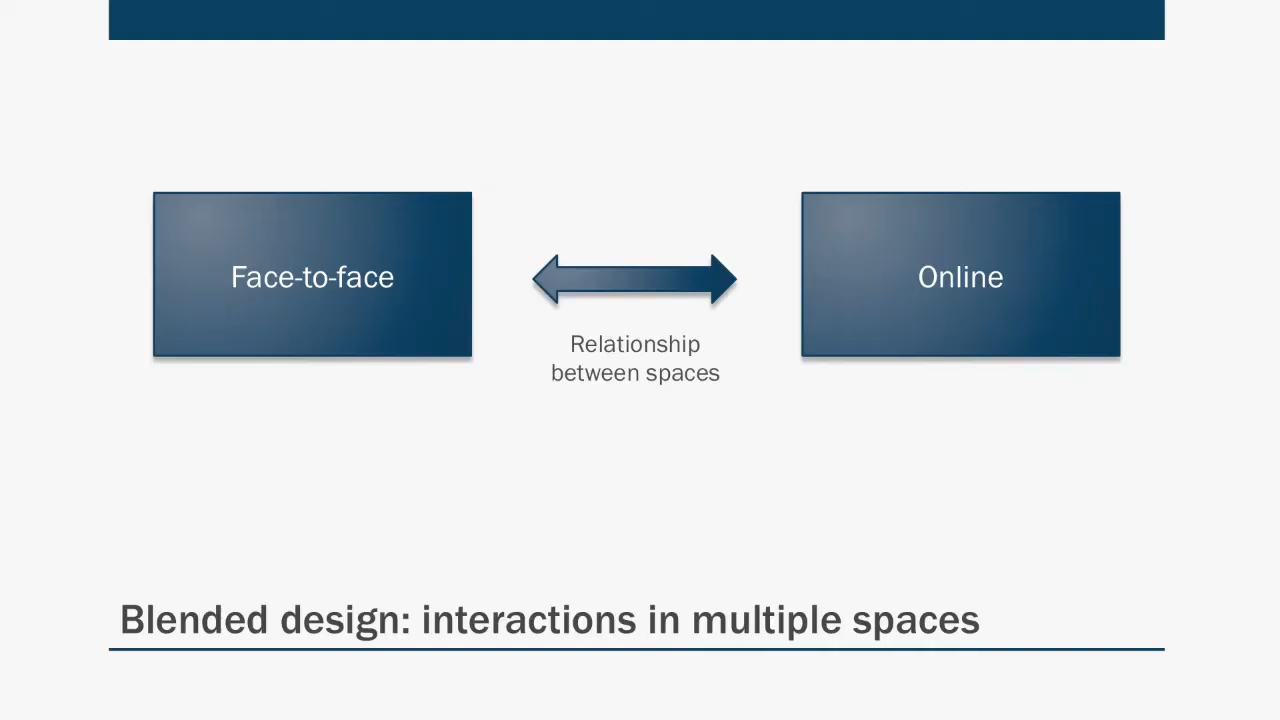 Face-to-face
Online
Relationship
between spaces
Blended design: interactions in multiple spaces